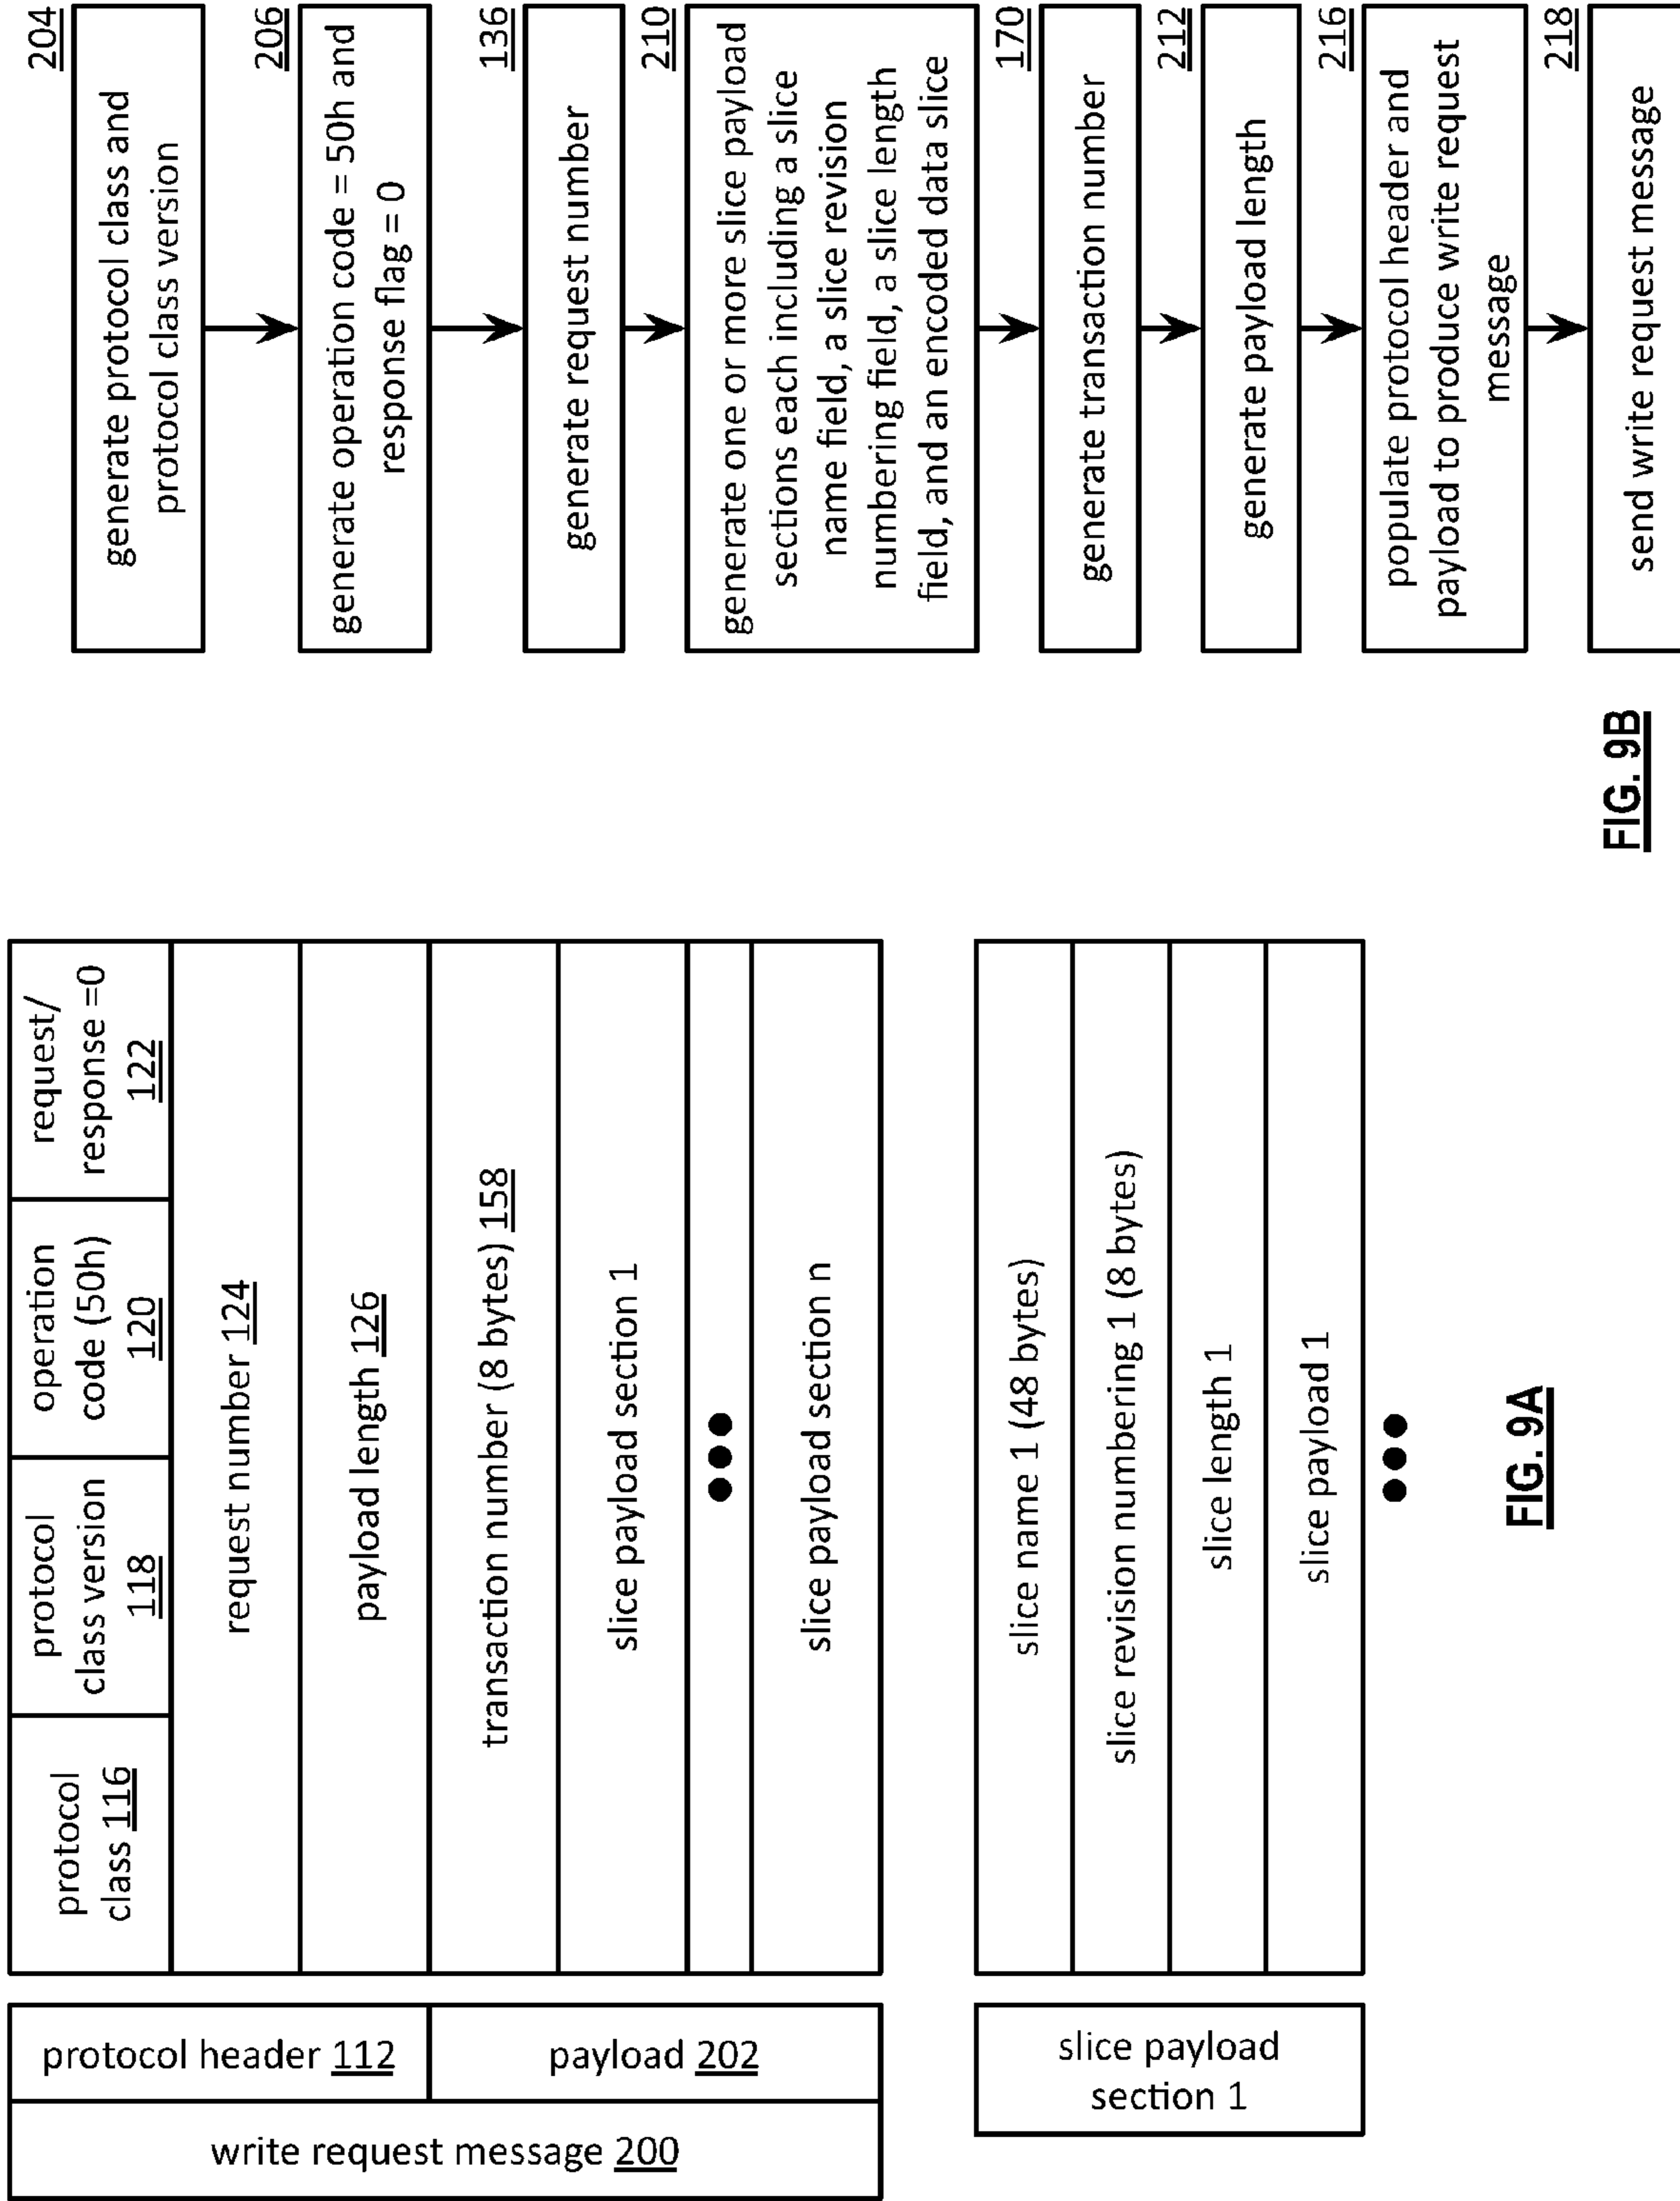 write request message 200
protocol header 112
payload 202
protocol
class 116
protocol
class version
118
operation
code (50h)
120
request/
response =0
122
request number 124
payload length 126
transaction number (8 bytes) 158
slice payload section 1
slice payload section n
slice payload
section 1
slice name 1 (48 bytes)
slice revision numbering 1 (8 bytes)
slice length 1
slice payload 1
FIG. 9A
204
generate protocol class and
protocol class version
206
generate operation code = 50h and
response flag = 0
136
generate request number
210
generate one or more slice payload
sections each including a slice
name field, a slice revision
numbering field, a slice length
field, and an encoded data slice
170
generate transaction number
212
generate payload length
216
populate protocol header and
payload to produce write request
message
218
send write request message
FIG. 9B